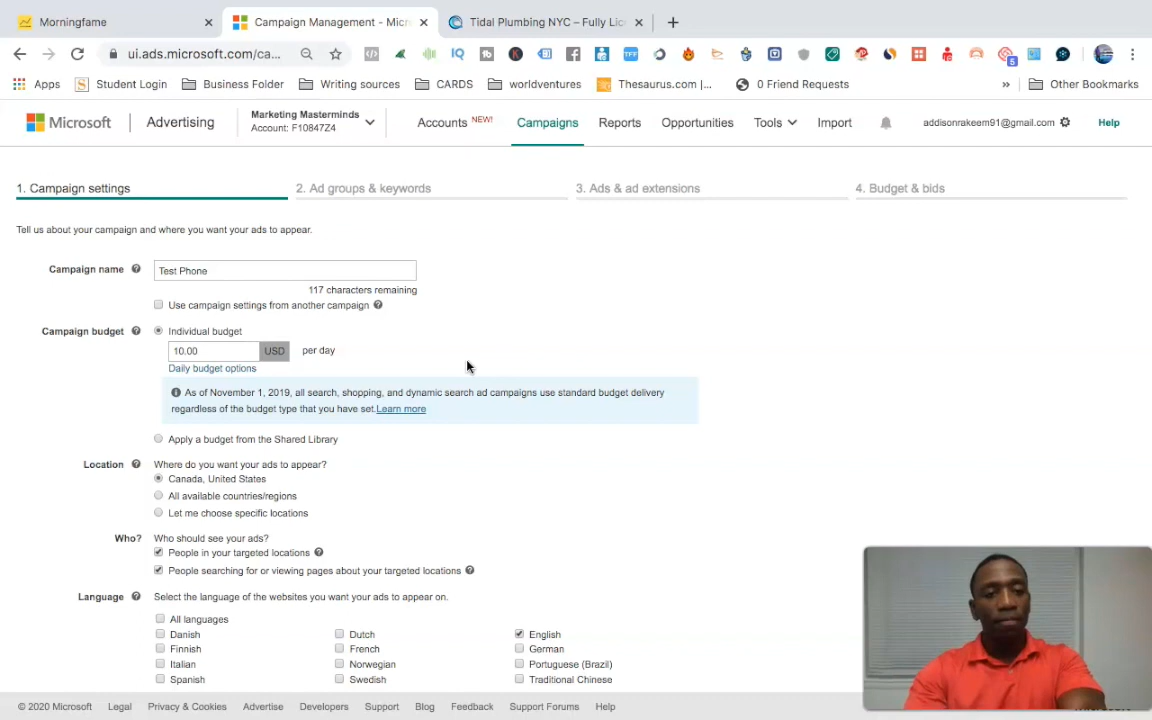 Morningfame
Campaign Management - Micr
Tidal Plumbing NYC – Fully Lic
ui.ads.microsoft.com/ca...
Apps
Student Login
Business Folder
Writing sources
CARDS
worldventures
Thesaurus.com |...
0 Friend Requests
»
Other Bookmarks
Microsoft
Advertising
Marketing Masterminds
Account: F10847Z4
Accounts NEW!
Campaigns
Reports
Opportunities
Tools
Import
addisonrakeem91@gmail.com
Help
1. Campaign settings
2. Ad groups & keywords
3. Ads & ad extensions
4. Budget & bids
Tell us about your campaign and where you want your ads to appear.
Campaign name
Test Phone
117 characters remaining
Use campaign settings from another campaign
Campaign budget
Individual budget
10.00 USD per day
Daily budget options
As of November 1, 2019, all search, shopping, and dynamic search ad campaigns use standard budget delivery
regardless of the budget type that you have set.Learn more
Apply a budget from the Shared Library
Location
Where do you want your ads to appear?
Canada, United States
All available countries/regions
Let me choose specific locations
Who?
Who should see your ads?
People in your targeted locations
People searching for or viewing pages about your targeted locations
Language
Select the language of the websites you want your ads to appear on.
All languages
Danish Dutch English
Finnish French German
Italian Norwegian Portuguese (Brazil)
Spanish Swedish Traditional Chinese
© 2020 Microsoft Legal Privacy & Cookies Advertise Developers Support Blog Feedback Support Forums Help